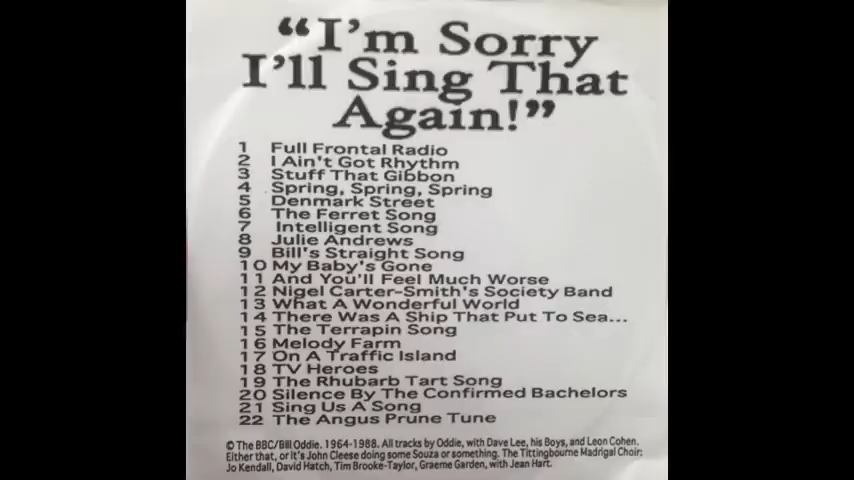 “I’m Sorry
I’ll Sing That
Again!”
1 Full Frontal Radio
2 I Ain't Got Rhythm
3 Stuff That Gibbon
4 Spring, Spring, Spring
5 Denmark Street
6 The Ferret Song
7 Intelligent Song
8 Julie Andrews
9 Bill's Straight Song
10 My Baby's Gone
11 And You'll Feel Much Worse
12 Nigel Carter-Smith's Society Band
13 What A Wonderful World
14 There Was A Ship That Put To Sea...
15 The Terrapin Song
16 Melody Farm
17 On A Traffic Island
18 TV Heroes
19 The Rhubarb Tart Song
20 Silence By The Confirmed Bachelors
21 Sing Us A Song
22 The Angus Prune Tune
© The BBC/Bill Oddie. 1964-1988. All tracks by Oddie, with Dave Lee, his Boys, and Leon Cohen.
Either that, or it's John Cleese doing some Souza or something. The Tittingbourne Madrigal Choir:
Jo Kendall, David Hatch, Tim Brooke-Taylor, Graeme Garden, with Jean Hart.